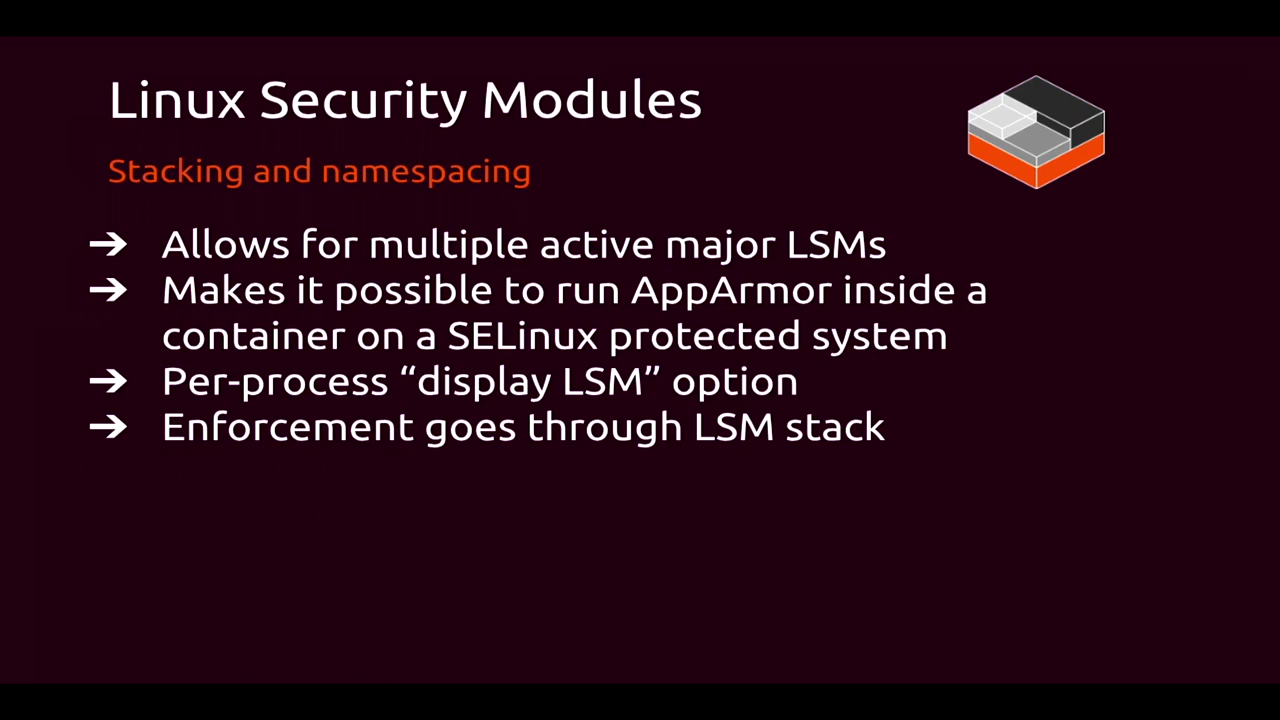 Linux Security Modules
Stacking and namespacing
➔ Allows for multiple active major LSMs
➔ Makes it possible to run AppArmor inside a
container on a SELinux protected system
➔ Per-process “display LSM” option
➔ Enforcement goes through LSM stack